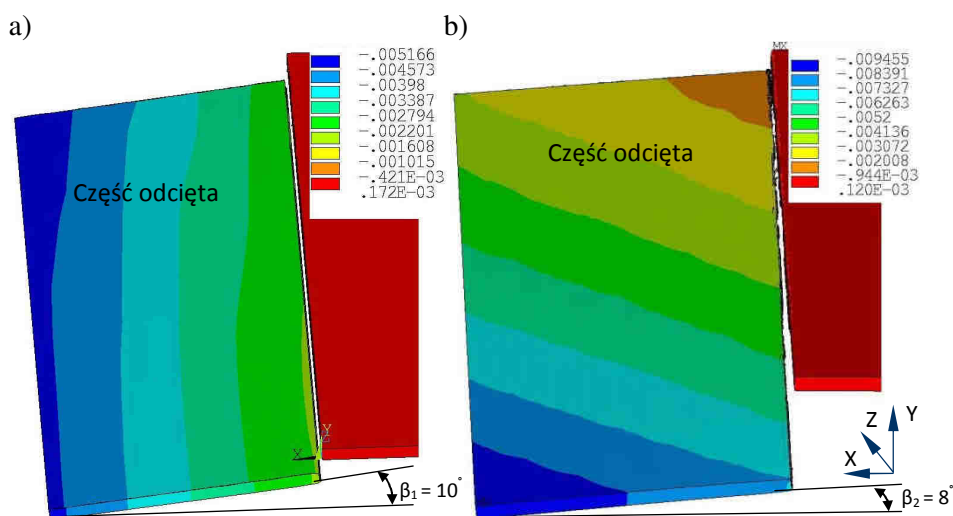 a)
-.005166
-.004573
-.00398
-.003387
-.002794
-.002201
-.001608
-.001015
-.421E-03
.172E-03
Część odcięta
Y
X
β₁ = 10°
b)
MX
-.009455
-.008391
-.007327
-.006263
-.0052
-.004136
-.003072
-.002008
-.944E-03
.120E-03
Część odcięta
Y
Z
X
β₂ = 8°